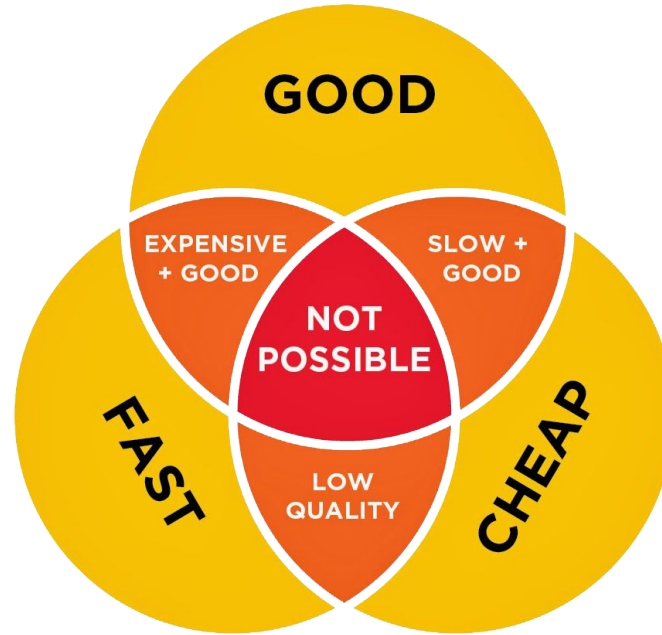 GOOD
EXPENSIVE
+ GOOD
SLOW +
GOOD
NOT
POSSIBLE
FAST
CHEAP
LOW
QUALITY